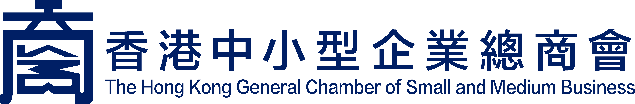 香港中小型企業總商會
The Hong Kong General Chamber of Small and Medium Business